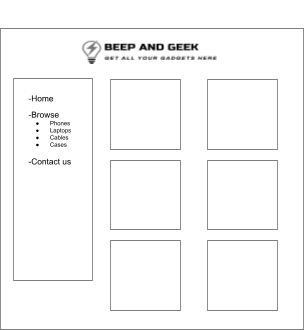 BEEP AND GEEK
GET ALL YOUR GADGETS HERE
-Home
-Browse
● Phones
● Laptops
● Cables
● Cases
-Contact us